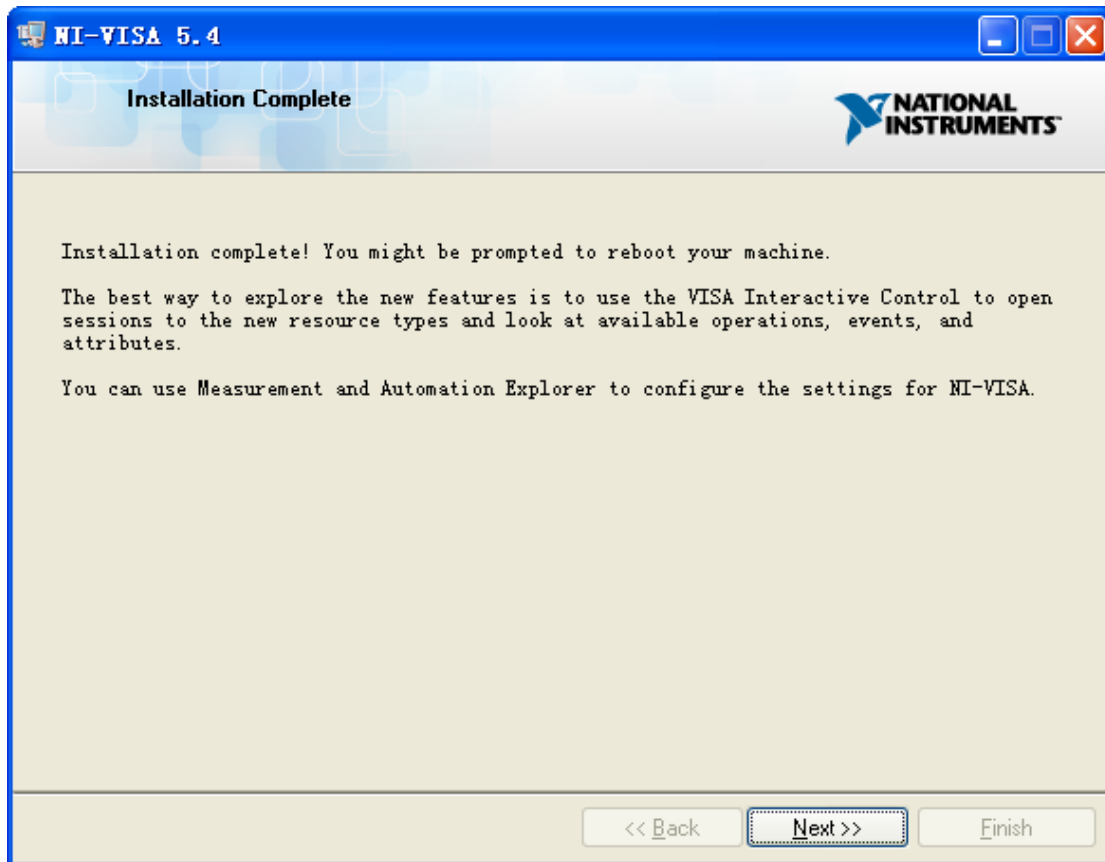 NI-VISA 5.4
Installation Complete
NATIONAL
INSTRUMENTS™
Installation complete! You might be prompted to reboot your machine.
The best way to explore the new features is to use the VISA Interactive Control to open
sessions to the new resource types and look at available operations, events, and
attributes.
You can use Measurement and Automation Explorer to configure the settings for NI-VISA.
<< Back
Next >>
Finish